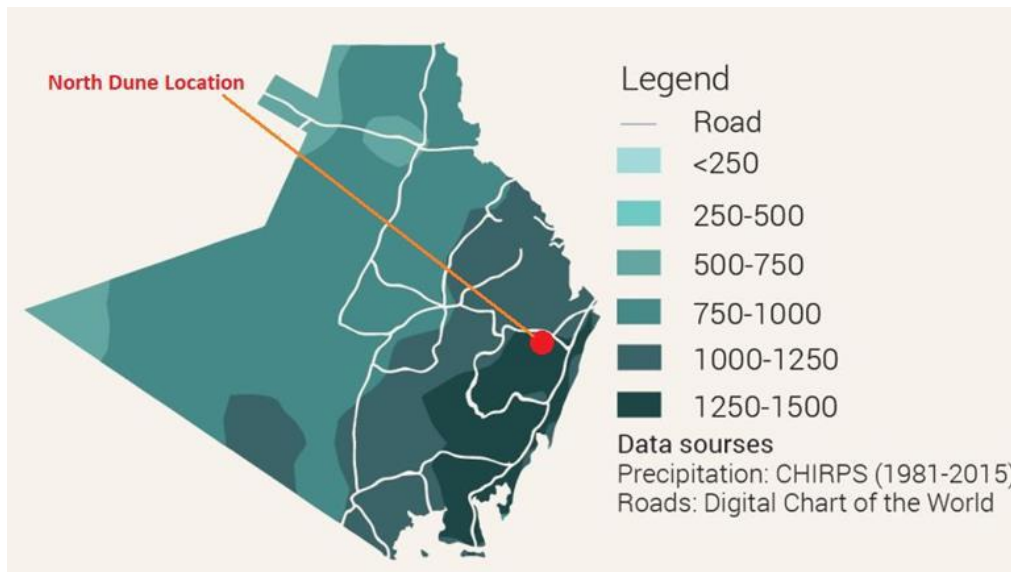 North Dune Location
Legend
Road
<250
250-500
500-750
750-1000
1000-1250
1250-1500
Data sourses
Precipitation: CHIRPS (1981-2015)
Roads: Digital Chart of the World